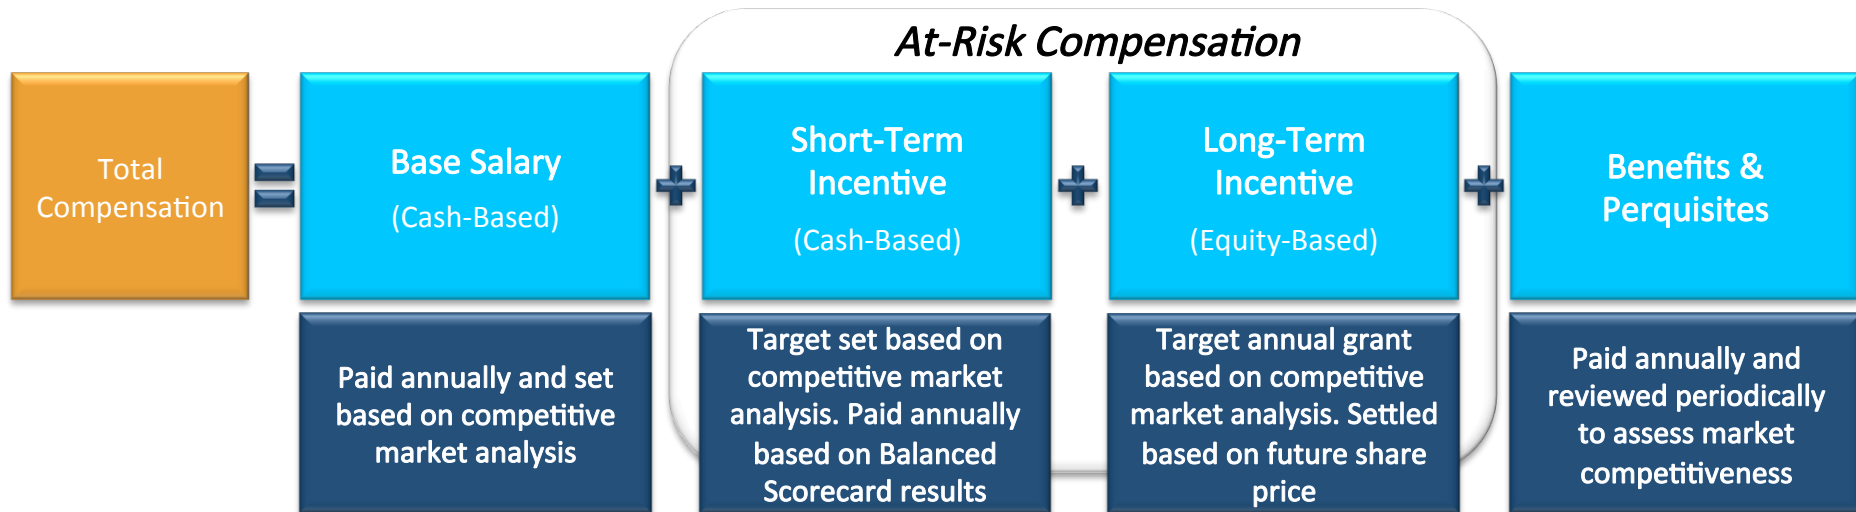 At-Risk Compensation
Total
Compensation
=
Base Salary
(Cash-Based)
+
Short-Term
Incentive
(Cash-Based)
+
Long-Term
Incentive
(Equity-Based)
+
Benefits &
Perquisites
Paid annually and set
based on competitive
market analysis
Target set based on
competitive market
analysis. Paid annually
based on Balanced
Scorecard results
Target annual grant
based on competitive
market analysis. Settled
based on future share
price
Paid annually and
reviewed periodically
to assess market
competitiveness